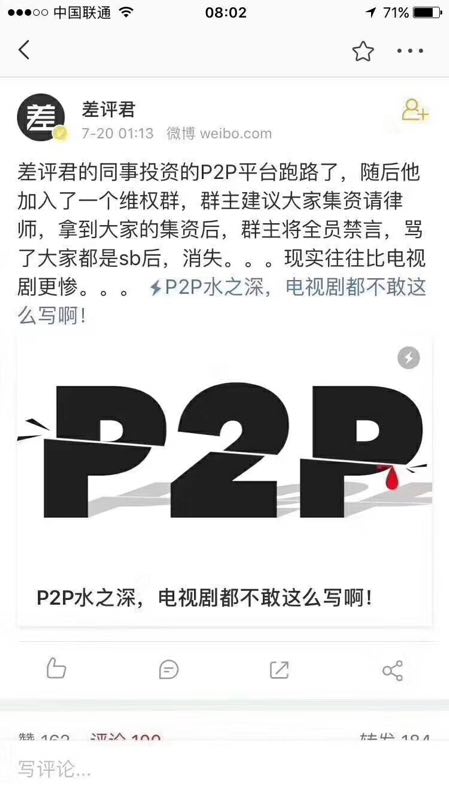 中国联通 08:02 71%
差 差评君
7-20 01:13 微博 weibo.com
差评君的同事投资的P2P平台跑路了，随后他
加入了一个维权群，群主建议大家集资请律
师，拿到大家的集资后，群主将全员禁言，骂
了大家都是sb后，消失。。。现实往往比电视
剧更惨。。。 P2P水之深，电视剧都不敢这
么写啊！
P2P
P2P水之深，电视剧都不敢这么写啊！
赞 162 评论 190 转发 184
写评论...